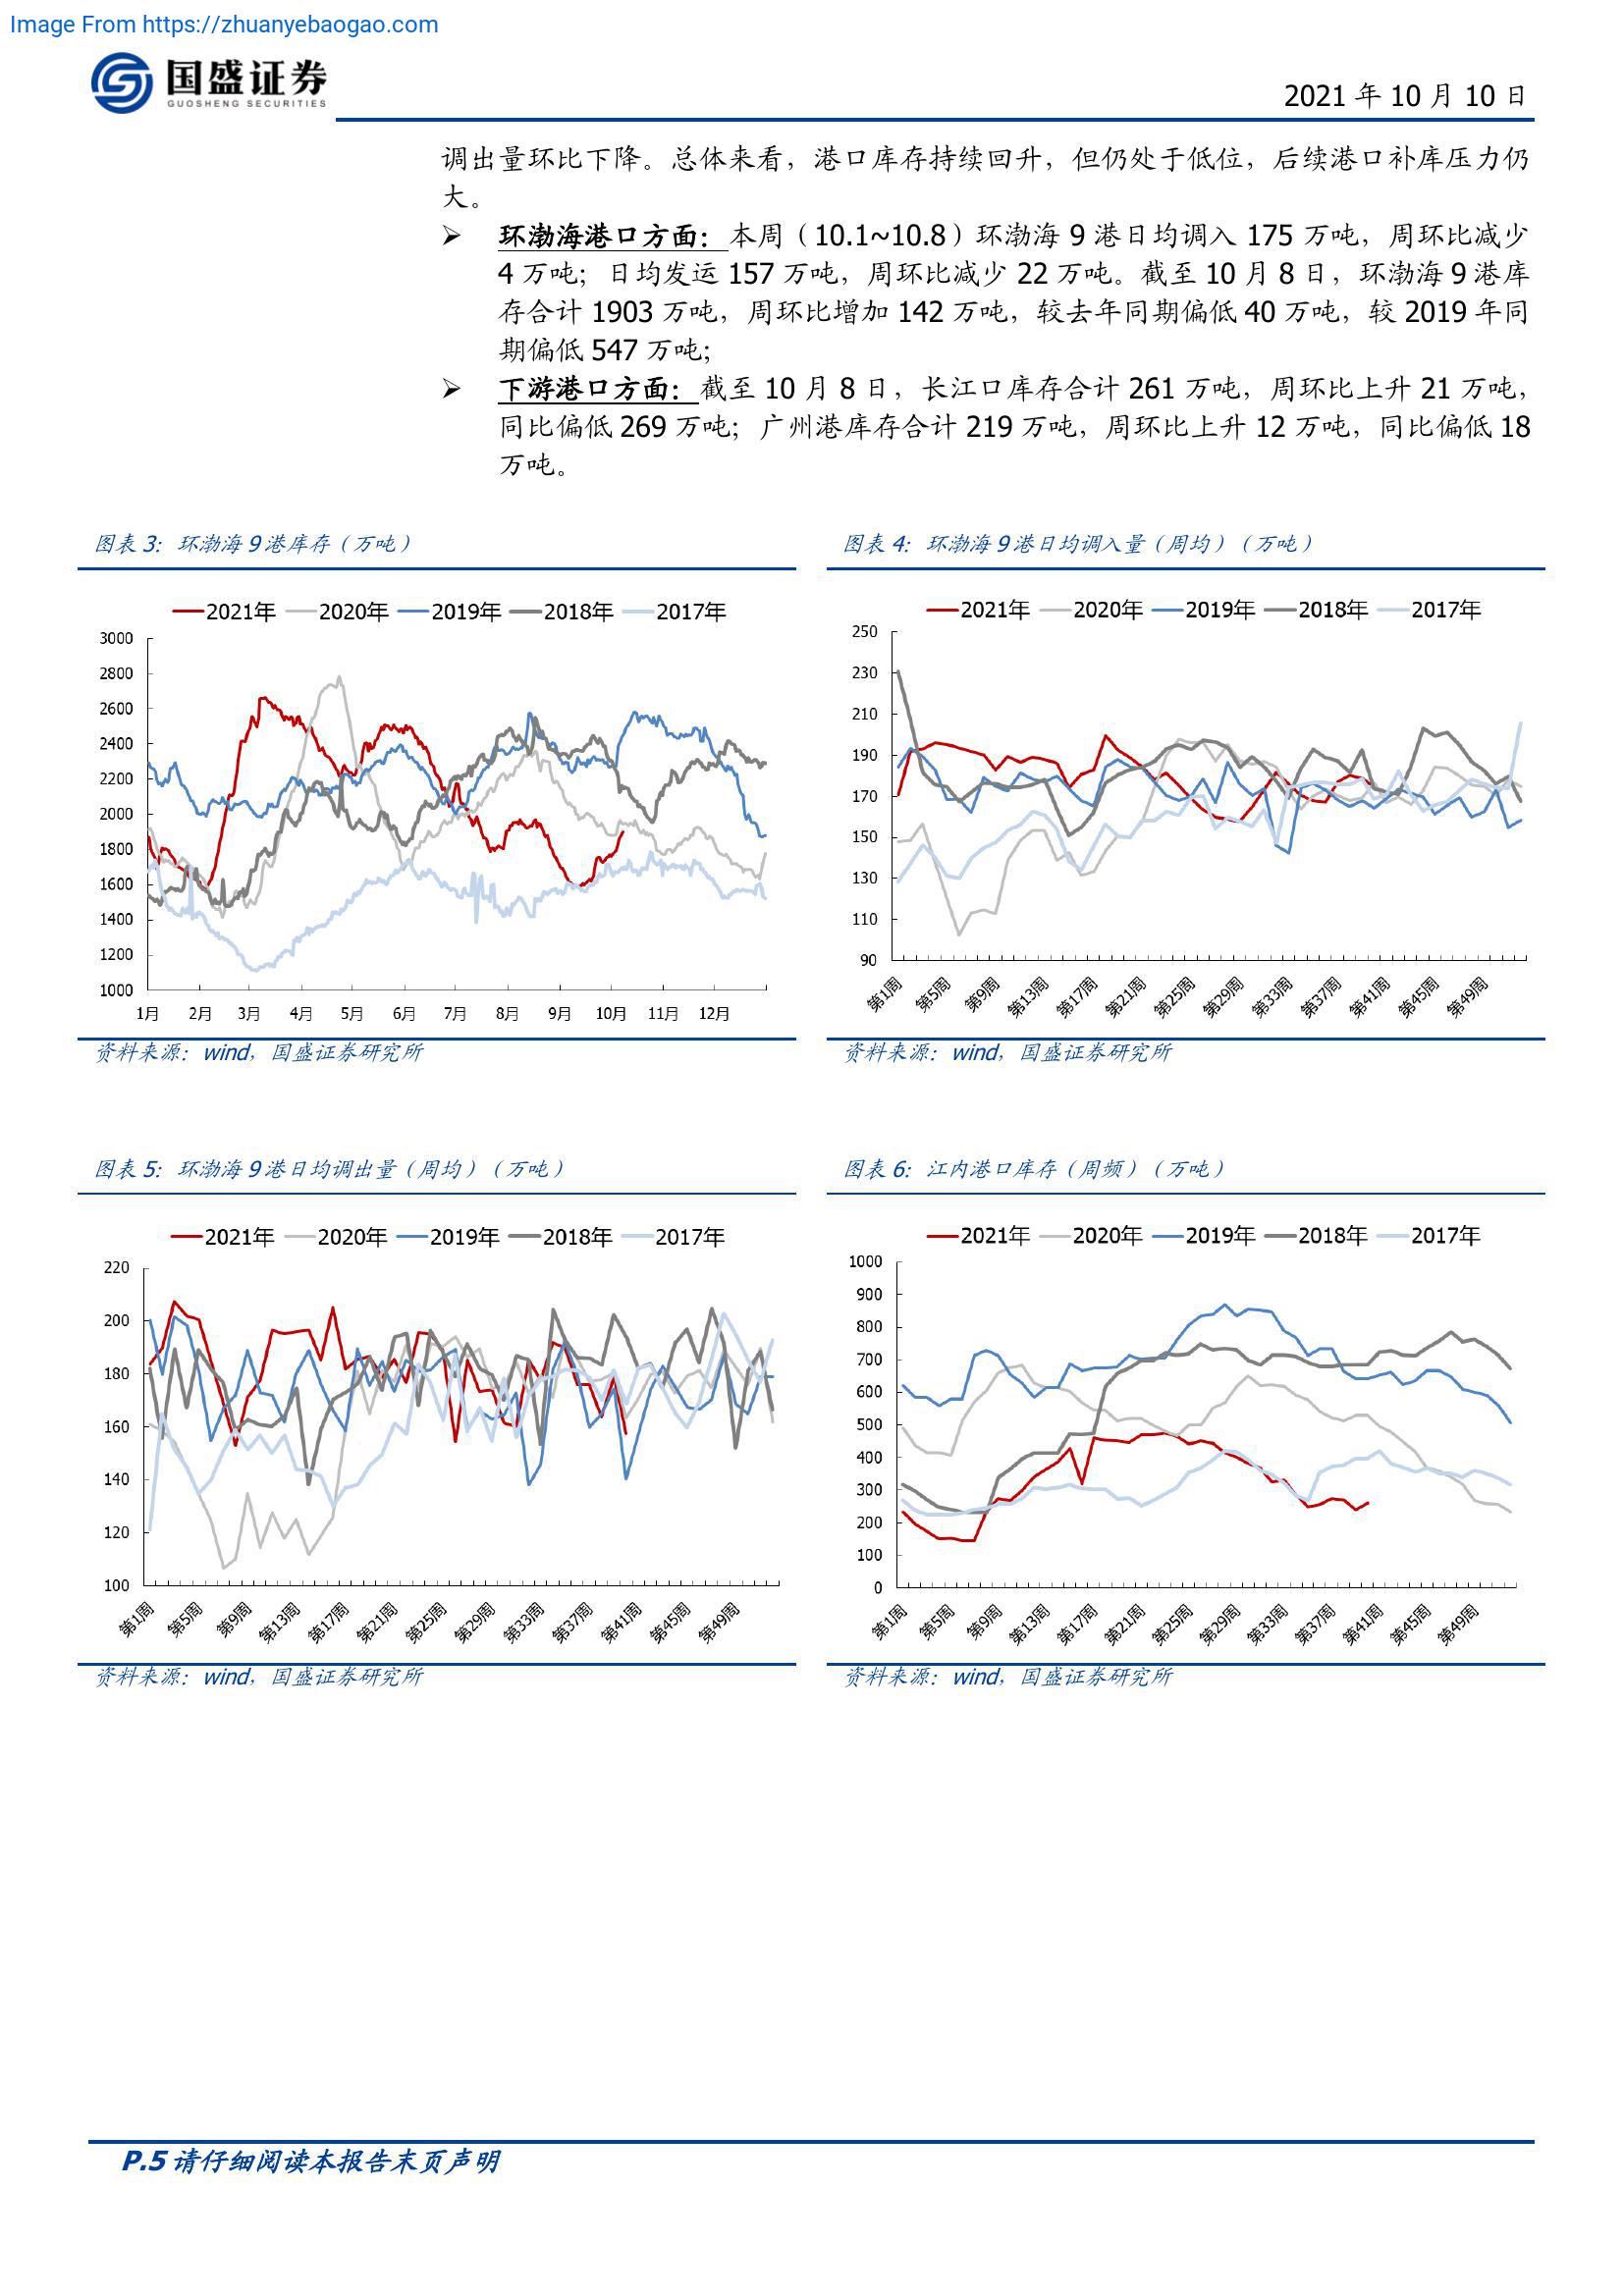 Image From https://zhuanyebaogao.com
国盛证券
GUOSHENG SECURITIES
2021 年 10 月 10 日
调出量环比下降。总体来看，港口库存持续回升，但仍处于低位，后续港口补库压力仍
大。
➢ 环渤海港口方面：本周（10.1~10.8）环渤海 9 港日均调入 175 万吨，周环比减少
4 万吨；日均发运 157 万吨，周环比减少 22 万吨。截至 10 月 8 日，环渤海 9 港库
存合计 1903 万吨，周环比增加 142 万吨，较去年同期偏低 40 万吨，较 2019 年同
期偏低 547 万吨；
➢ 下游港口方面：截至 10 月 8 日，长江口库存合计 261 万吨，周环比上升 21 万吨，
同比偏低 269 万吨；广州港库存合计 219 万吨，周环比上升 12 万吨，同比偏低 18
万吨。
图表 3：环渤海 9 港库存（万吨）
2021年 2020年 2019年 2018年 2017年
3000
2800
2600
2400
2200
2000
1800
1600
1400
1200
1000
1月 2月 3月 4月 5月 6月 7月 8月 9月 10月 11月 12月
资料来源：wind，国盛证券研究所
图表 4：环渤海 9 港日均调入量（周均）（万吨）
2021年 2020年 2019年 2018年 2017年
250
230
210
190
170
150
130
110
90
第1周 第5周 第9周 第13周 第17周 第21周 第25周 第29周 第33周 第37周 第41周 第45周 第49周
资料来源：wind，国盛证券研究所
图表 5：环渤海 9 港日均调出量（周均）（万吨）
2021年 2020年 2019年 2018年 2017年
220
200
180
160
140
120
100
第1周 第5周 第9周 第13周 第17周 第21周 第25周 第29周 第33周 第37周 第41周 第45周 第49周
资料来源：wind，国盛证券研究所
图表 6：江内港口库存（周频）（万吨）
2021年 2020年 2019年 2018年 2017年
1000
900
800
700
600
500
400
300
200
100
0
第1周 第5周 第9周 第13周 第17周 第21周 第25周 第29周 第33周 第37周 第41周 第45周 第49周
资料来源：wind，国盛证券研究所
P.5 请仔细阅读本报告末页声明